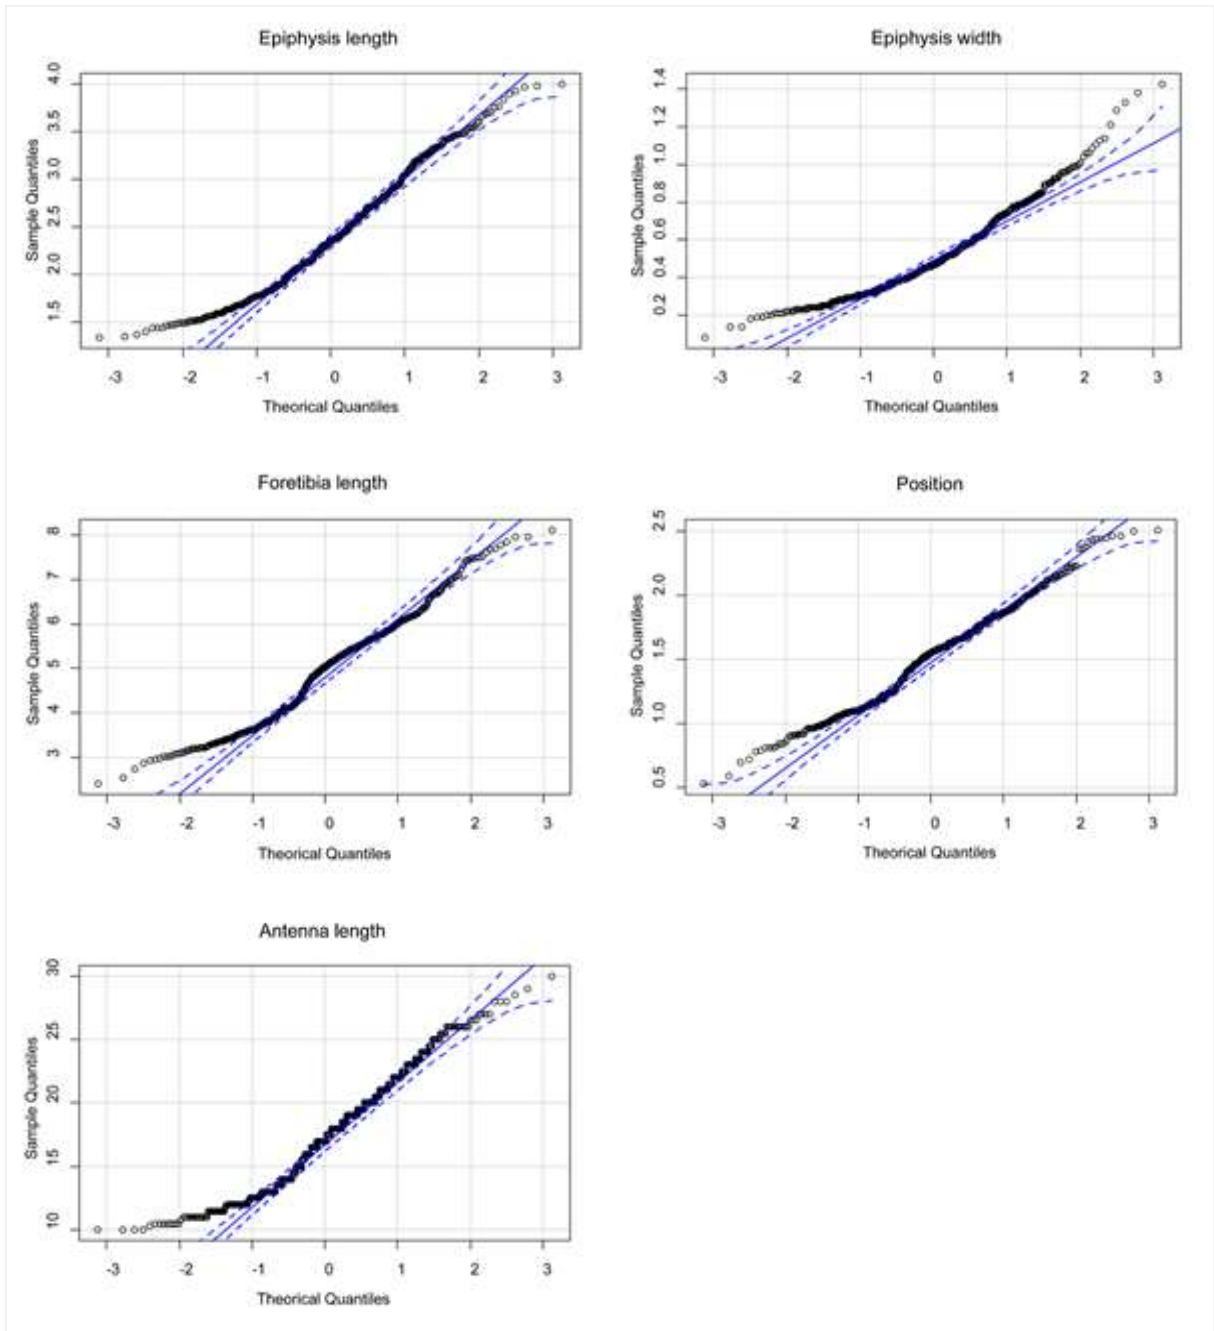 Epiphysis length
4.0
3.5
3.0
2.5
2.0
1.5
Sample Quantiles
-3 -2 -1 0 1 2 3
Theorical Quantiles
Epiphysis width
1.4
1.2
1.0
0.8
0.6
0.4
0.2
Sample Quantiles
-3 -2 -1 0 1 2 3
Theorical Quantiles
Foretibia length
8
7
6
5
4
3
Sample Quantiles
-3 -2 -1 0 1 2 3
Theorical Quantiles
Position
2.5
2.0
1.5
1.0
0.5
Sample Quantiles
-3 -2 -1 0 1 2 3
Theorical Quantiles
Antenna length
30
25
20
15
10
Sample Quantiles
-3 -2 -1 0 1 2 3
Theorical Quantiles